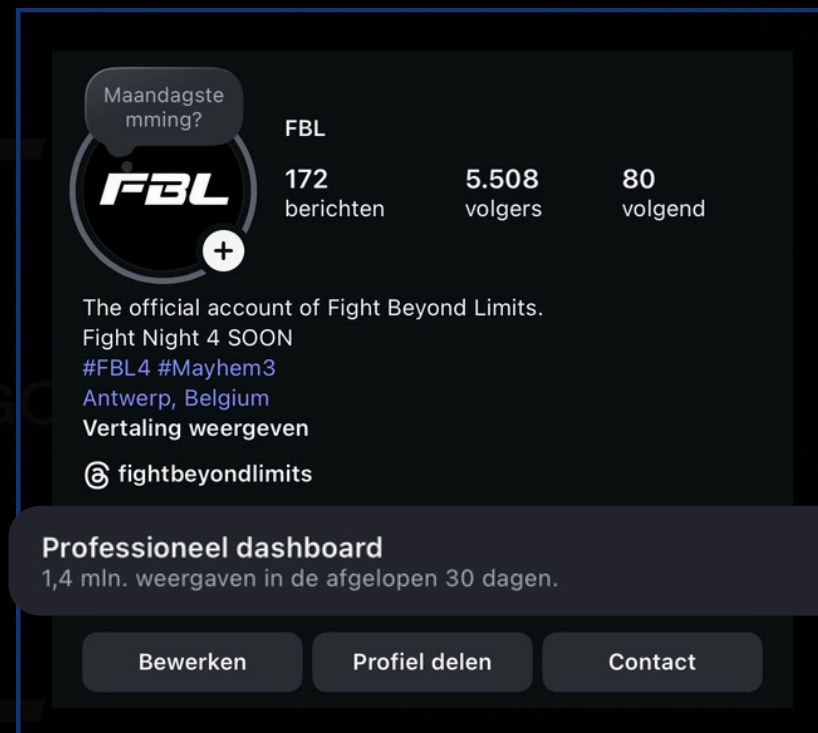 Maandagste
mming?
FBL
FBL
172
berichten
5.508
volgers
80
volgend
The official account of Fight Beyond Limits.
Fight Night 4 SOON
#FBL4 #Mayhem3
Antwerp, Belgium
Vertaling weergeven
fightbeyondlimits
Professioneel dashboard
1,4 mln. weergaven in de afgelopen 30 dagen.
Bewerken
Profiel delen
Contact